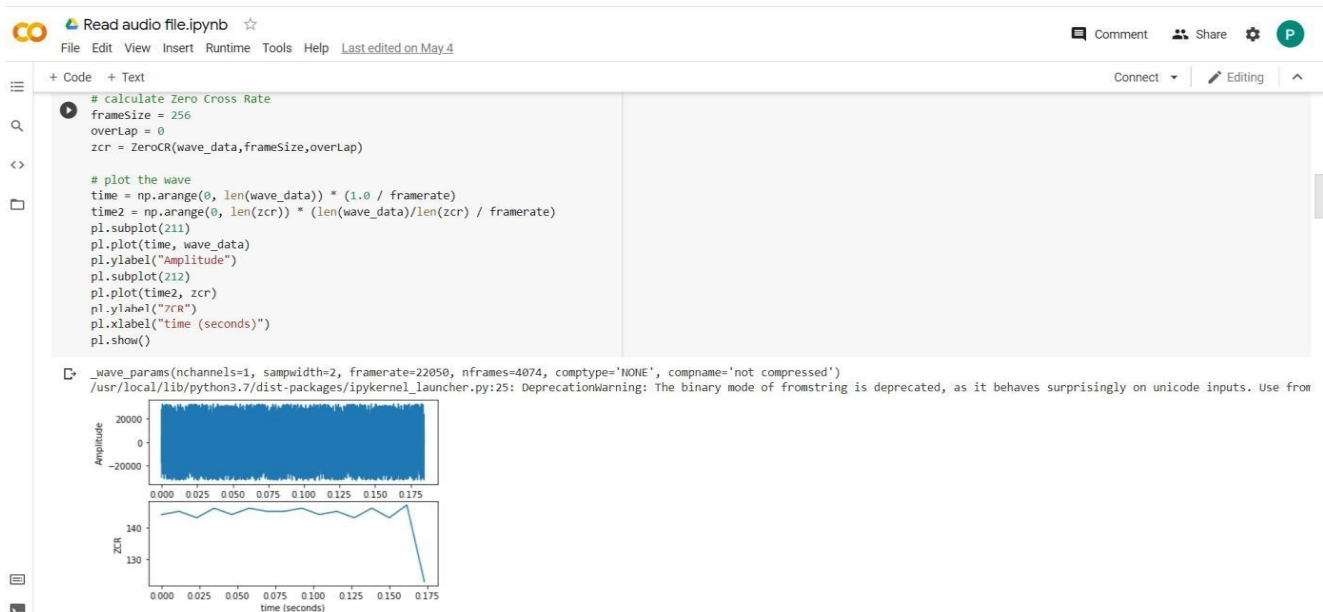 CO
Read audio file.ipynb
File Edit View Insert Runtime Tools Help Last edited on May 4
Comment Share P
+ Code + Text
Connect Editing
# calculate Zero Cross Rate
frameSize = 256
overLap = 0
zcr = ZeroCR(wave_data,frameSize,overLap)
# plot the wave
time = np.arange(0, len(wave_data)) * (1.0 / framerate)
time2 = np.arange(0, len(zcr)) * (len(wave_data)/len(zcr) / framerate)
pl.subplot(211)
pl.plot(time, wave_data)
pl.ylabel("Amplitude")
pl.subplot(212)
pl.plot(time2, zcr)
pl.ylabel("ZCR")
pl.xlabel("time (seconds)")
pl.show()
_wave_params(nchannels=1, sampwidth=2, framerate=22050, nframes=4074, comptype='NONE', compname='not compressed')
/usr/local/lib/python3.7/dist-packages/ipykernel_launcher.py:25: DeprecationWarning: The binary mode of fromstring is deprecated, as it behaves surprisingly on unicode inputs. Use from
20000
Amplitude
0
−20000
0.000 0.025 0.050 0.075 0.100 0.125 0.150 0.175
140
ZCR
130
0.000 0.025 0.050 0.075 0.100 0.125 0.150 0.175
time (seconds)